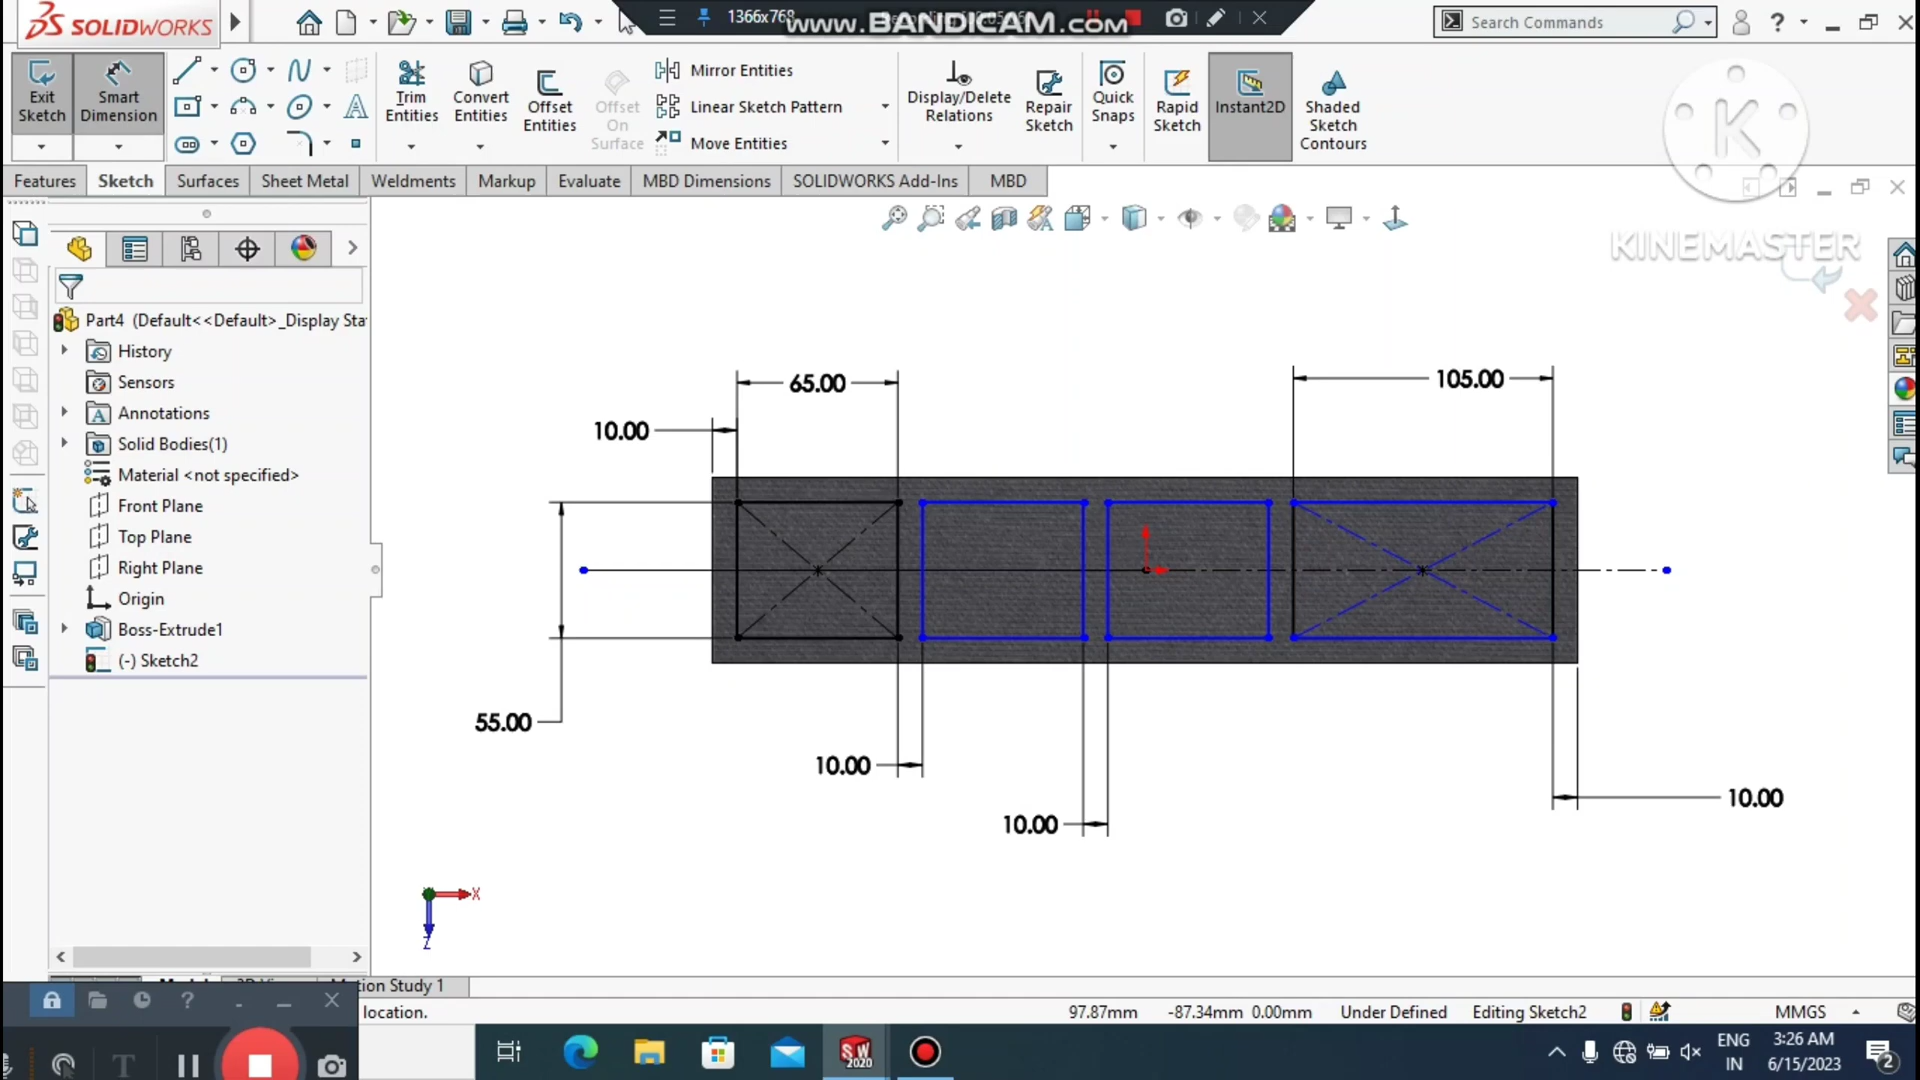 SOLIDWORKS
1366x768
www.BANDICAM.com
Search Commands
?
Exit Sketch
Smart Dimension
Trim Entities
Convert Entities
Offset Entities
Offset On Surface
Mirror Entities
Linear Sketch Pattern
Move Entities
Display/Delete Relations
Repair Sketch
Quick Snaps
Rapid Sketch
Instant2D
Shaded Sketch Contours
K
KINEMASTER
Features
Sketch
Surfaces
Sheet Metal
Weldments
Markup
Evaluate
MBD Dimensions
SOLIDWORKS Add-Ins
MBD
Part4 (Default<<Default>_Display Sta
History
Sensors
Annotations
Solid Bodies(1)
Material <not specified>
Front Plane
Top Plane
Right Plane
Origin
Boss-Extrude1
(-) Sketch2
65.00
105.00
10.00
55.00
10.00
10.00
10.00
X
Z
Motion Study 1
location.
97.87mm
-87.34mm 0.00mm
Under Defined
Editing Sketch2
MMGS
T
SW 2020
ENG
IN
3:26 AM
6/15/2023
2